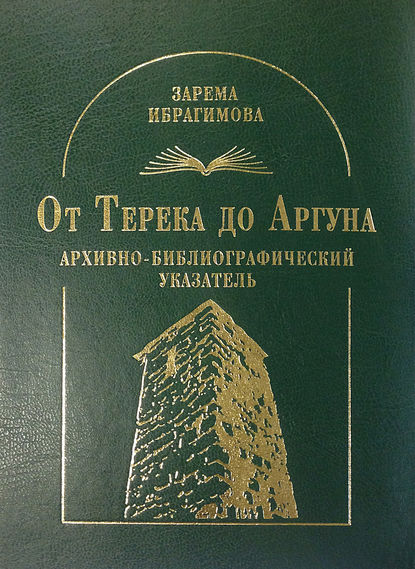 ЗАРЕМА
ИБРАГИМОВА
От Терека до Аргуна
АРХИВНО-БИБЛИОГРАФИЧЕСКИЙ
УКАЗАТЕЛЬ